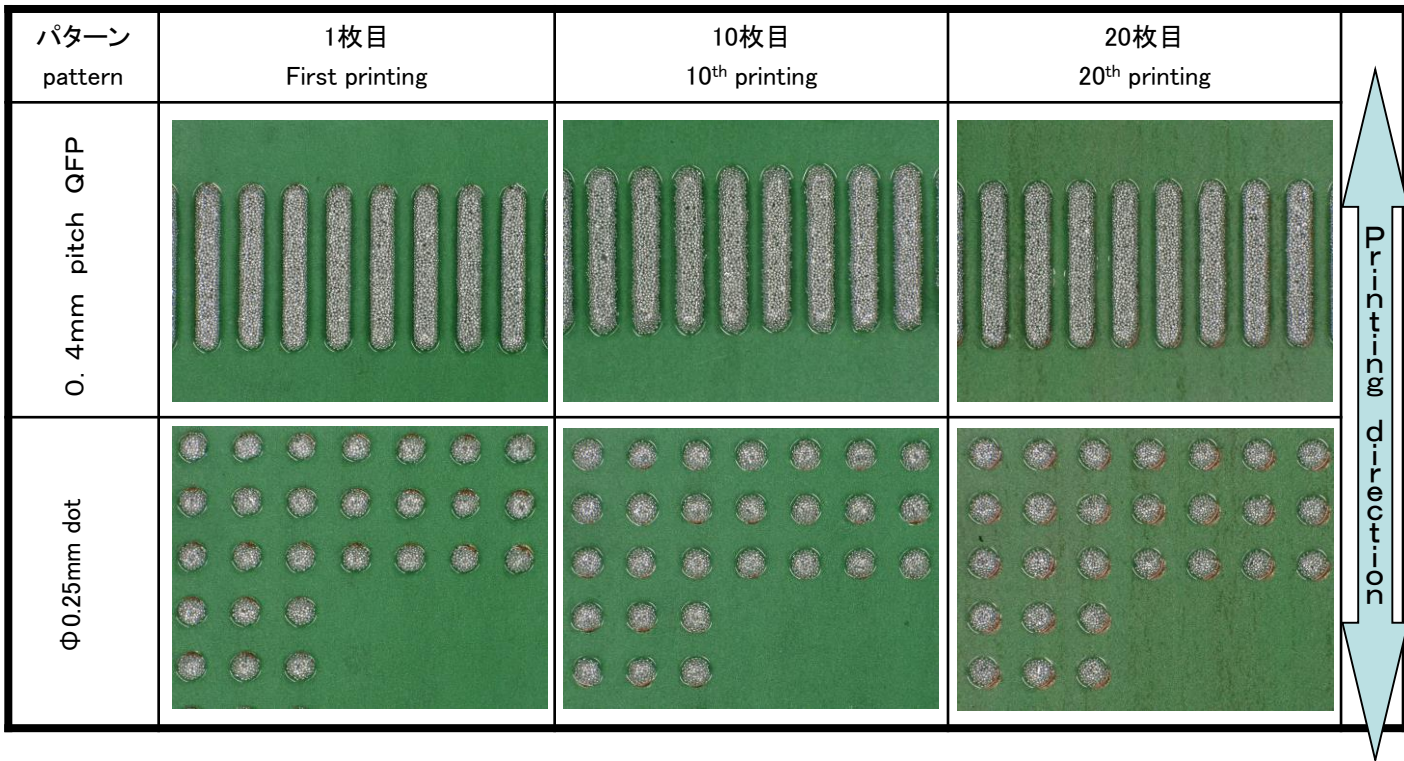 パターン
pattern
1枚目
First printing
10枚目
10th printing
20枚目
20th printing
0. 4mm pitch QFP
Φ0.25mm dot
Printing direction